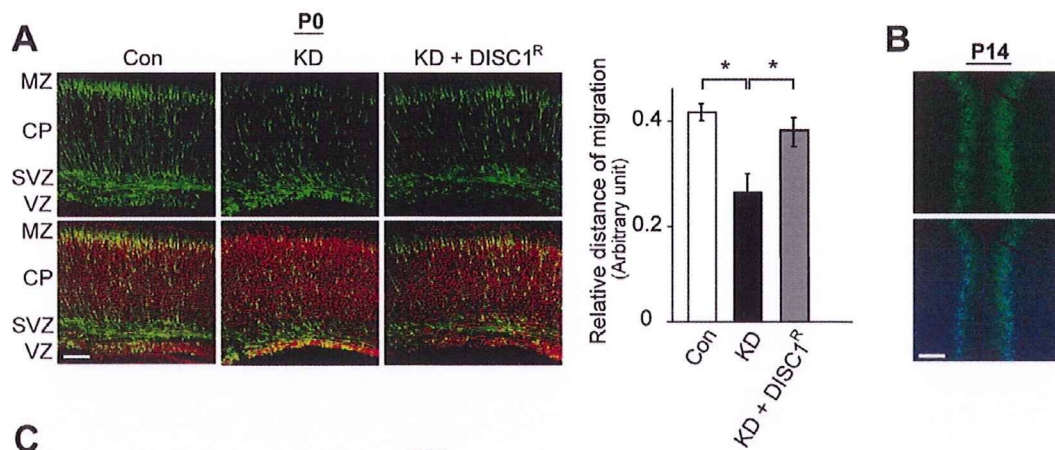 A
P0
Con
KD
KD + DISC1R
MZ
CP
SVZ
VZ
MZ
CP
SVZ
VZ
* *
Relative distance of migration
(Arbitrary unit)
0.4
0.2
0
Con
KD
KD + DISC1R
B
P14
C